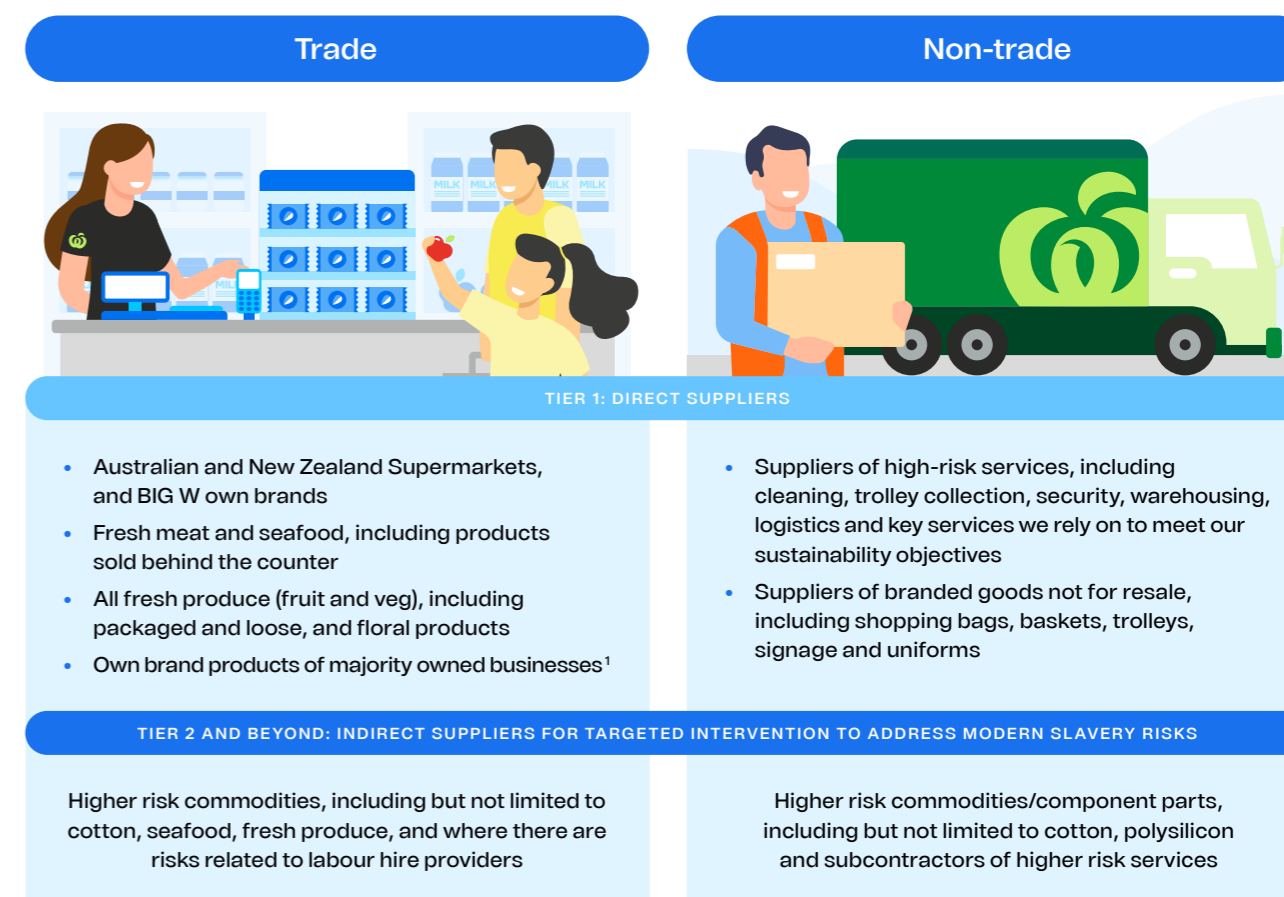 Trade
Non-trade
MILK
MILK
MILK
MILK
TIER 1: DIRECT SUPPLIERS
• Australian and New Zealand Supermarkets,
and BIG W own brands
• Fresh meat and seafood, including products
sold behind the counter
• All fresh produce (fruit and veg), including
packaged and loose, and floral products
• Own brand products of majority owned businesses¹
• Suppliers of high-risk services, including
cleaning, trolley collection, security, warehousing,
logistics and key services we rely on to meet our
sustainability objectives
• Suppliers of branded goods not for resale,
including shopping bags, baskets, trolleys,
signage and uniforms
TIER 2 AND BEYOND: INDIRECT SUPPLIERS FOR TARGETED INTERVENTION TO ADDRESS MODERN SLAVERY RISKS
Higher risk commodities, including but not limited to
cotton, seafood, fresh produce, and where there are
risks related to labour hire providers
Higher risk commodities/component parts,
including but not limited to cotton, polysilicon
and subcontractors of higher risk services